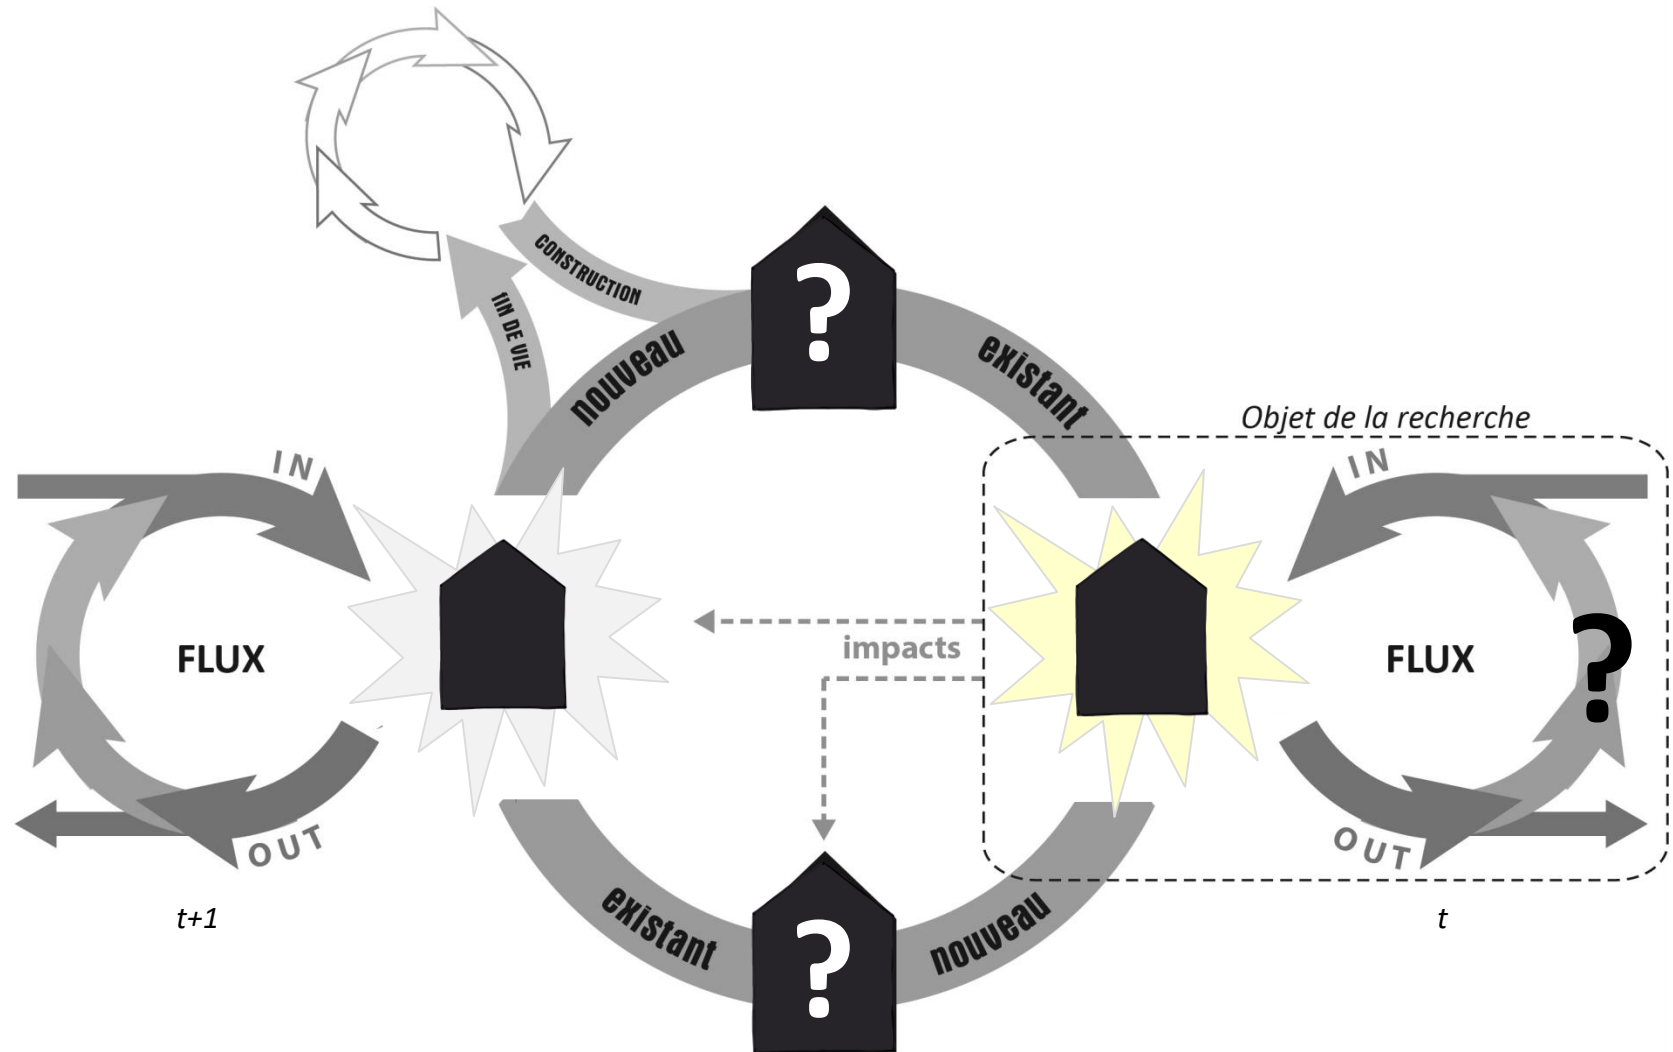 CONSTRUCTION
fIN DE VIE
?
nouveau
existant
Objet de la recherche
IN
IN
FLUX
impacts
FLUX
?
OUT
OUT
t+1
t
existant
?
nouveau